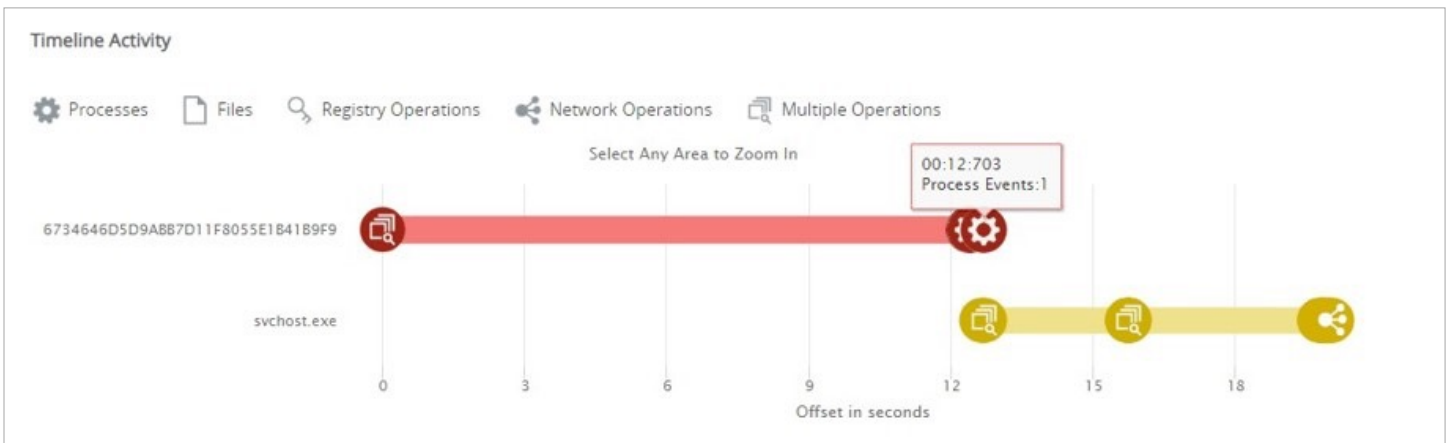 Timeline Activity
Processes Files Registry Operations Network Operations Multiple Operations
Select Any Area to Zoom In
00:12:703
Process Events:1
6734646D5D9ABB7D11F8055E1B41B9F9
svchost.exe
0 3 6 9 12 15 18
Offset in seconds